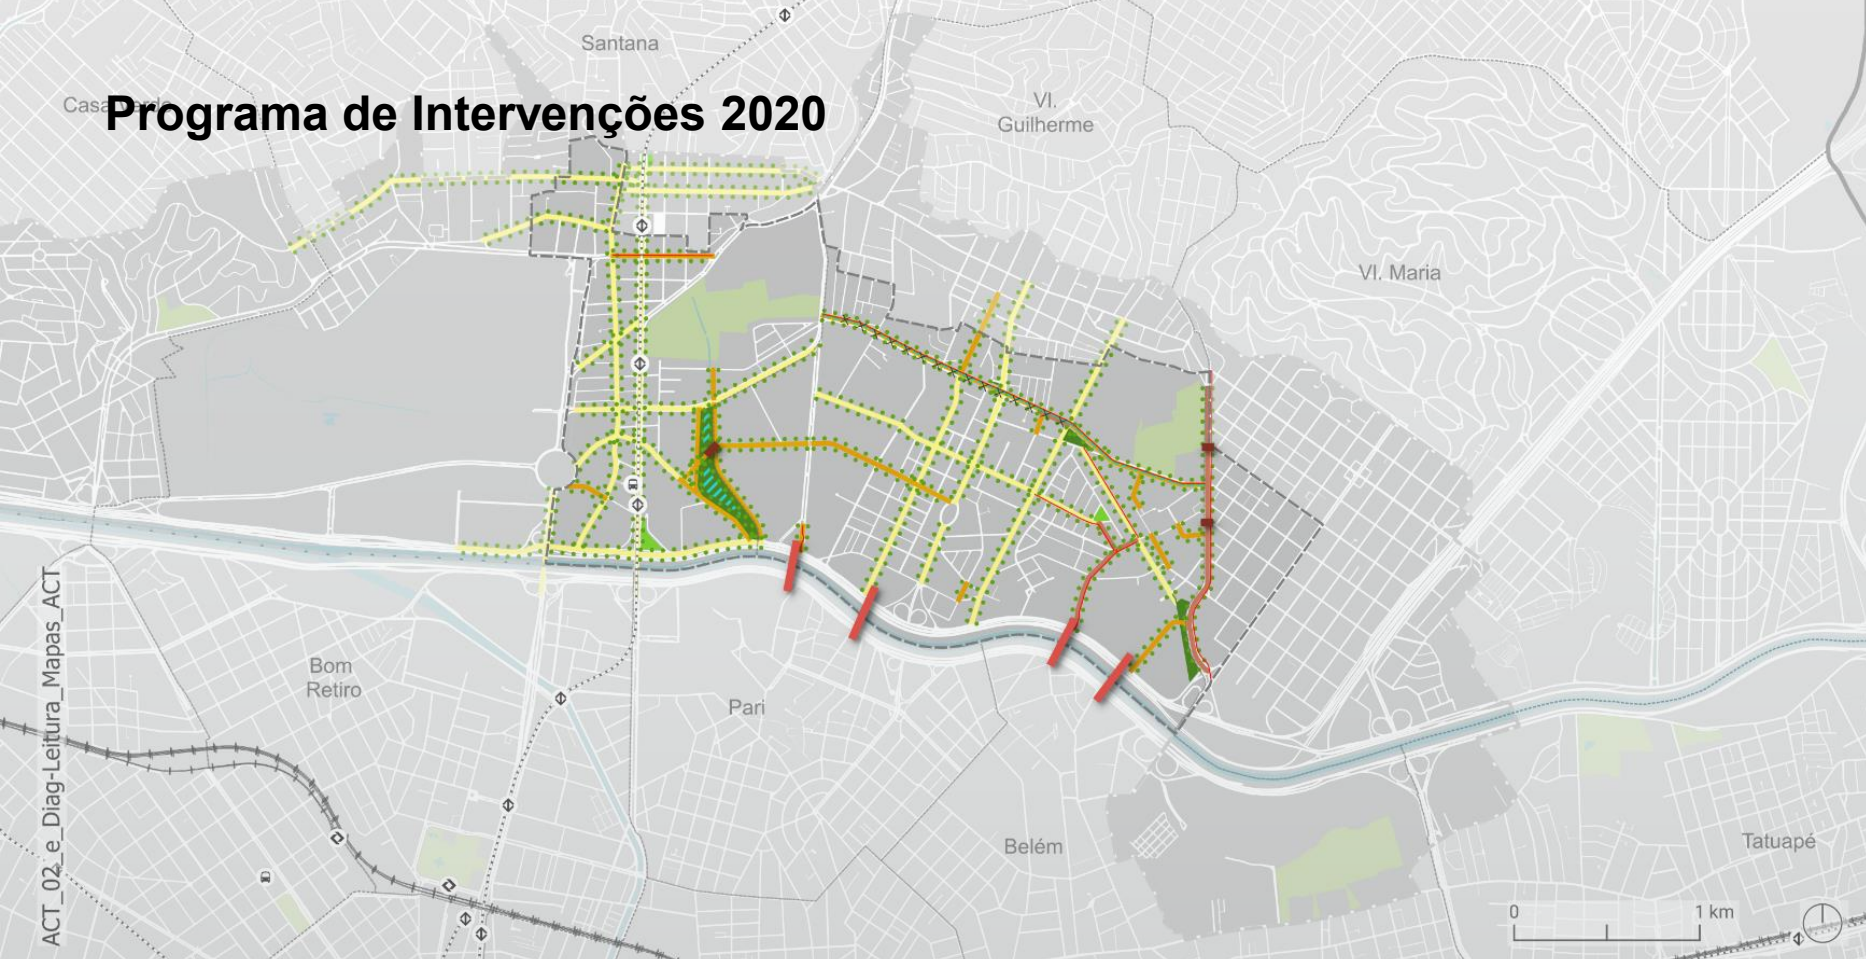 Santana
Casa Verde
Programa de Intervenções 2020
Vl.
Guilherme
Vl. Maria
Bom
Retiro
Pari
Belém
Tatuapé
0 1 km
ACT_02_e_Diag-Leitura_Mapas_ACT